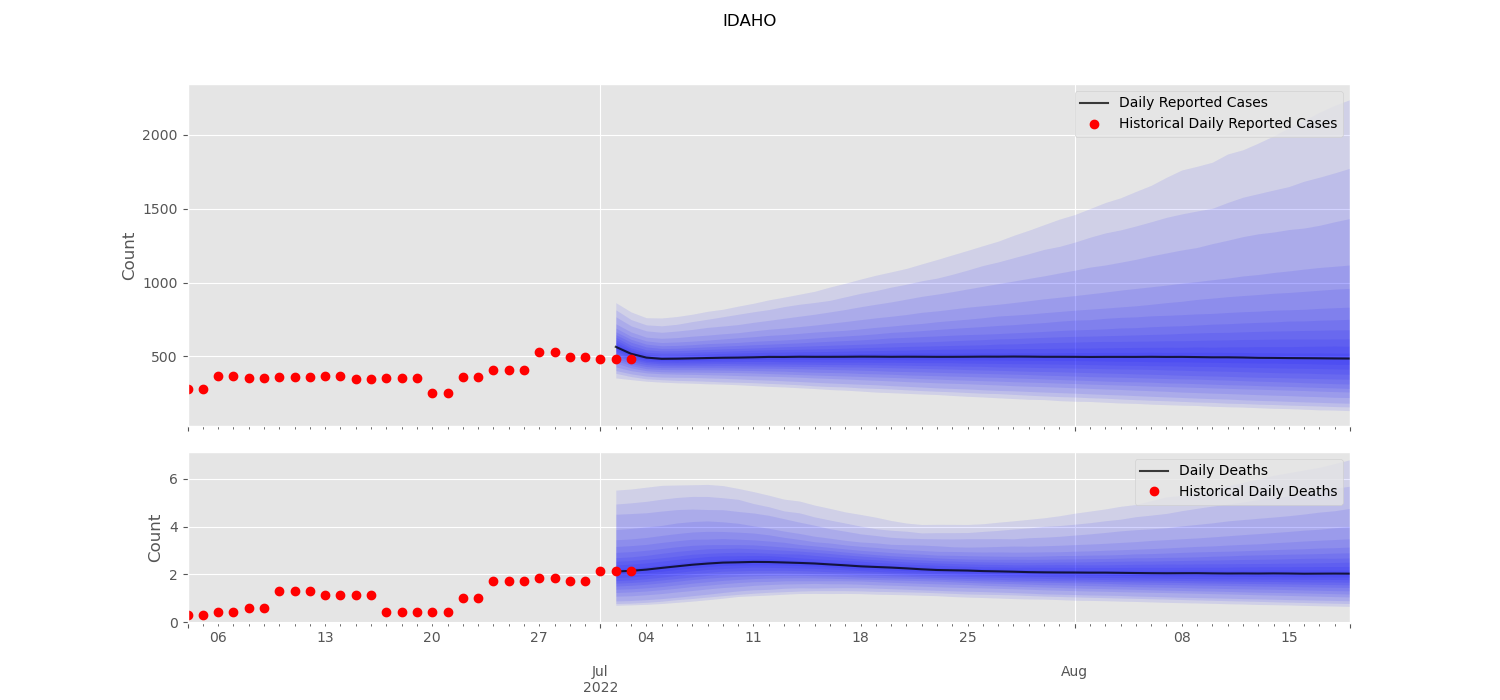 IDAHO
Daily Reported Cases
Historical Daily Reported Cases
2000
1500
1000
500
Count
Daily Deaths
Historical Daily Deaths
6
4
2
0
Count
06 13 20 27 04 11 18 25 08 15
Jul Aug
2022